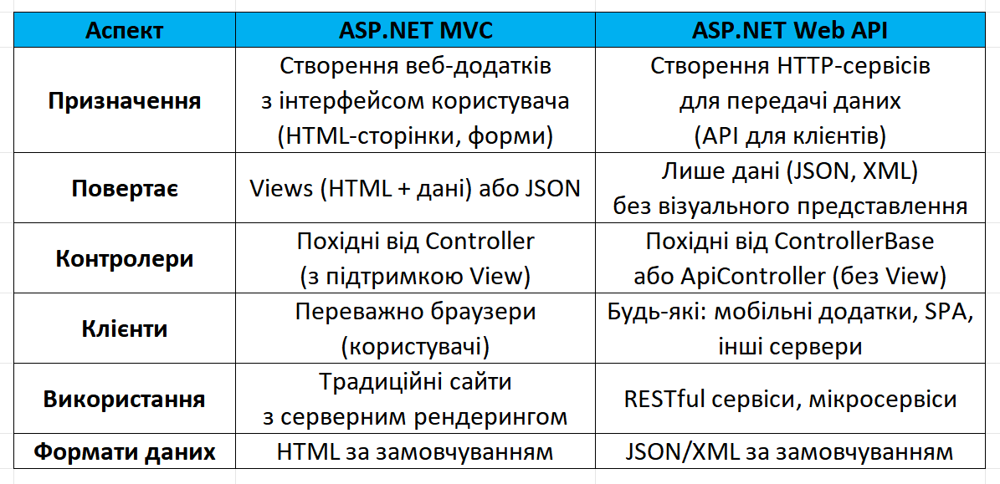 Аспект
ASP.NET MVC
ASP.NET Web API
Призначення
Створення веб-додатків
з інтерфейсом користувача
(HTML-сторінки, форми)
Створення HTTP-сервісів
для передачі даних
(API для клієнтів)
Повертає
Views (HTML + дані) або JSON
Лише дані (JSON, XML)
без візуального представлення
Контролери
Похідні від Controller
(з підтримкою View)
Похідні від ControllerBase
або ApiController (без View)
Клієнти
Переважно браузери
(користувачі)
Будь-які: мобільні додатки, SPA,
інші сервери
Використання
Традиційні сайти
з серверним рендерингом
RESTful сервіси, мікросервіси
Формати даних
HTML за замовчуванням
JSON/XML за замовчуванням